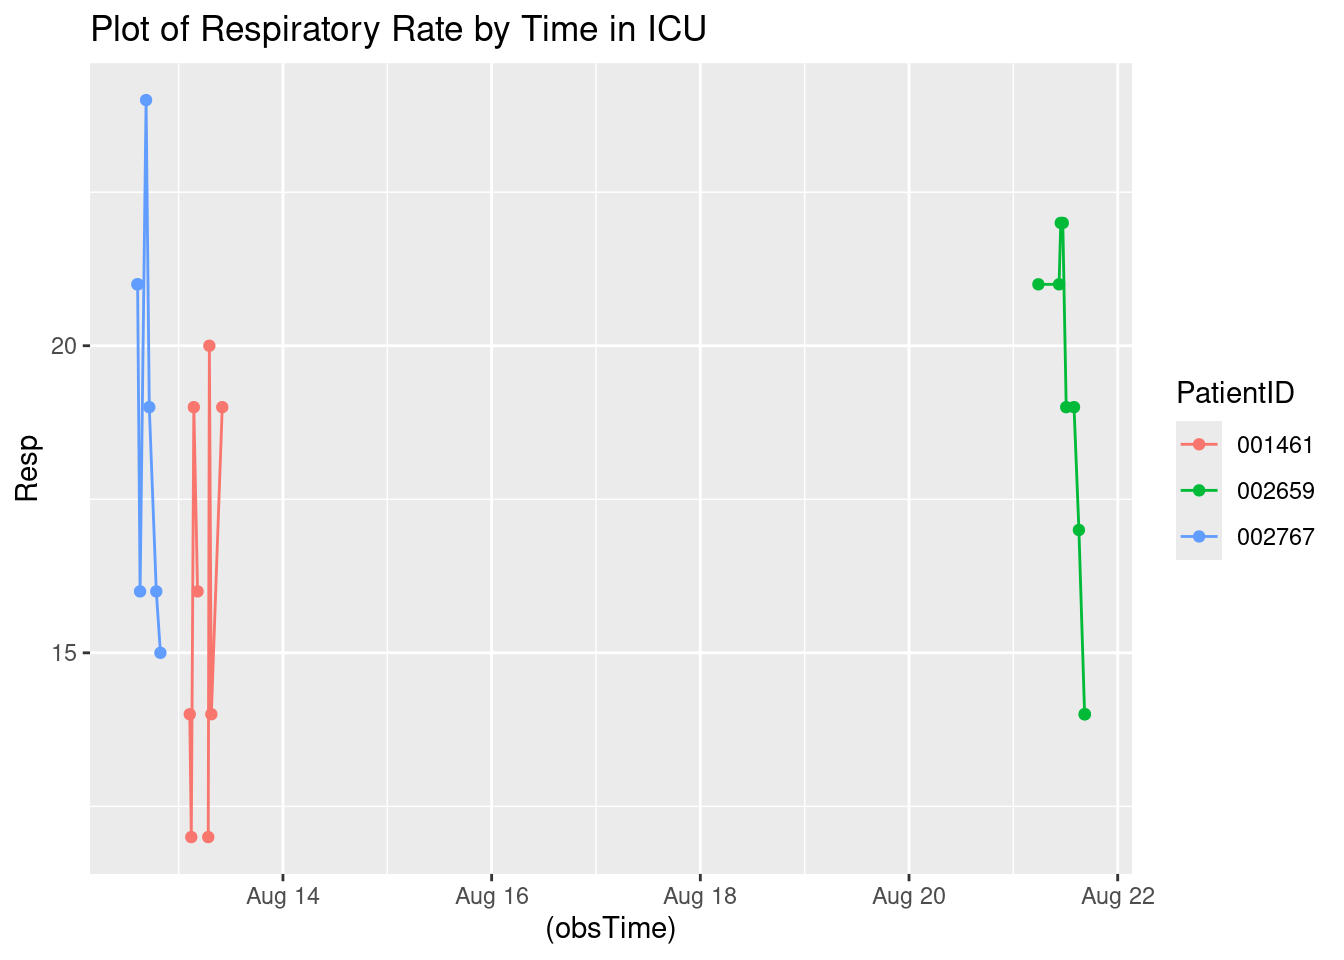 Plot of Respiratory Rate by Time in ICU
Resp
20
15
Aug 14
Aug 16
Aug 18
Aug 20
Aug 22
(obsTime)
PatientID
001461
002659
002767